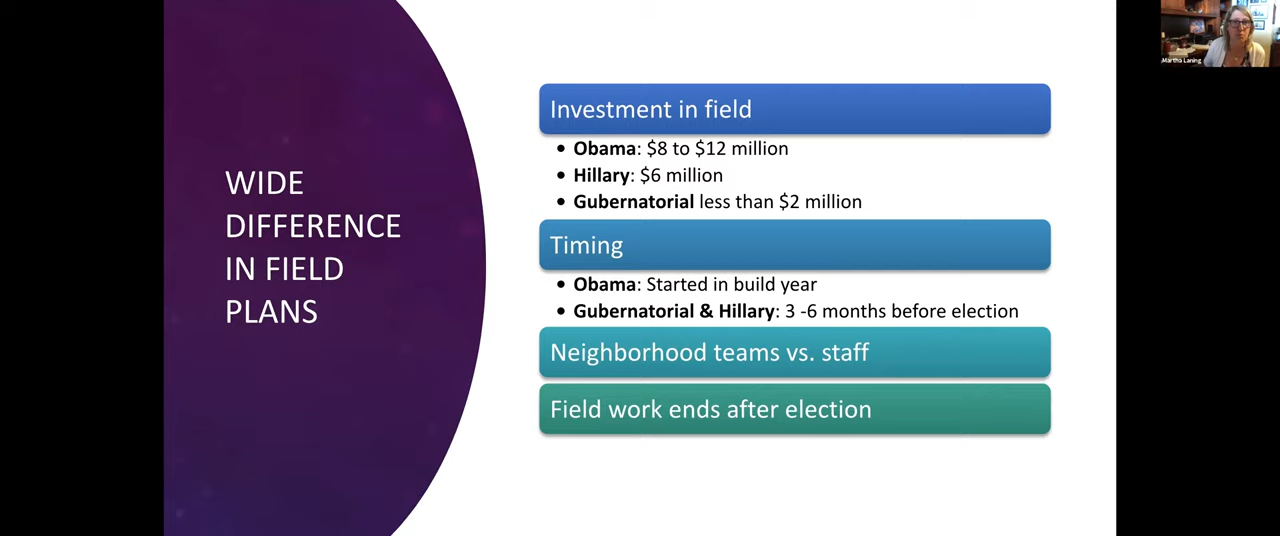 WIDE
DIFFERENCE
IN FIELD
PLANS
Investment in field
• Obama: $8 to $12 million
• Hillary: $6 million
• Gubernatorial less than $2 million
Timing
• Obama: Started in build year
• Gubernatorial & Hillary: 3 -6 months before election
Neighborhood teams vs. staff
Field work ends after election
Martha Laning